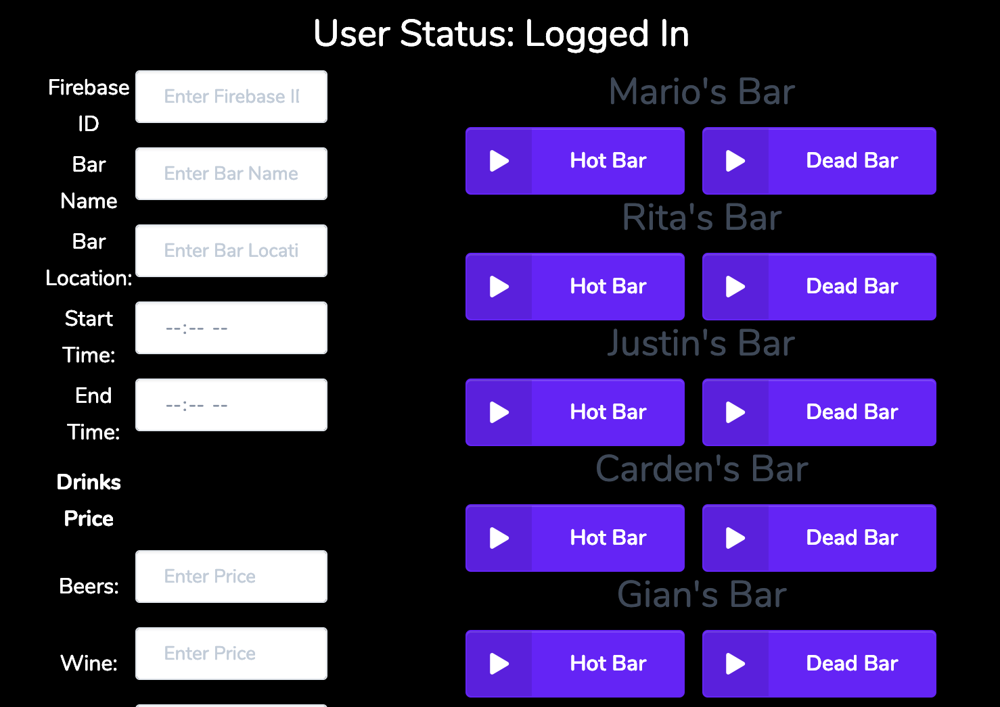 User Status: Logged In
Firebase
ID
Enter Firebase
Bar
Name
Enter Bar Name
Bar
Location:
Enter Bar Locati
Start
Time:
--:-- --
End
Time:
--:-- --
Drinks
Price
Beers:
Enter Price
Wine:
Enter Price
Mario's Bar
Hot Bar
Dead Bar
Rita's Bar
Hot Bar
Dead Bar
Justin's Bar
Hot Bar
Dead Bar
Carden's Bar
Hot Bar
Dead Bar
Gian's Bar
Hot Bar
Dead Bar